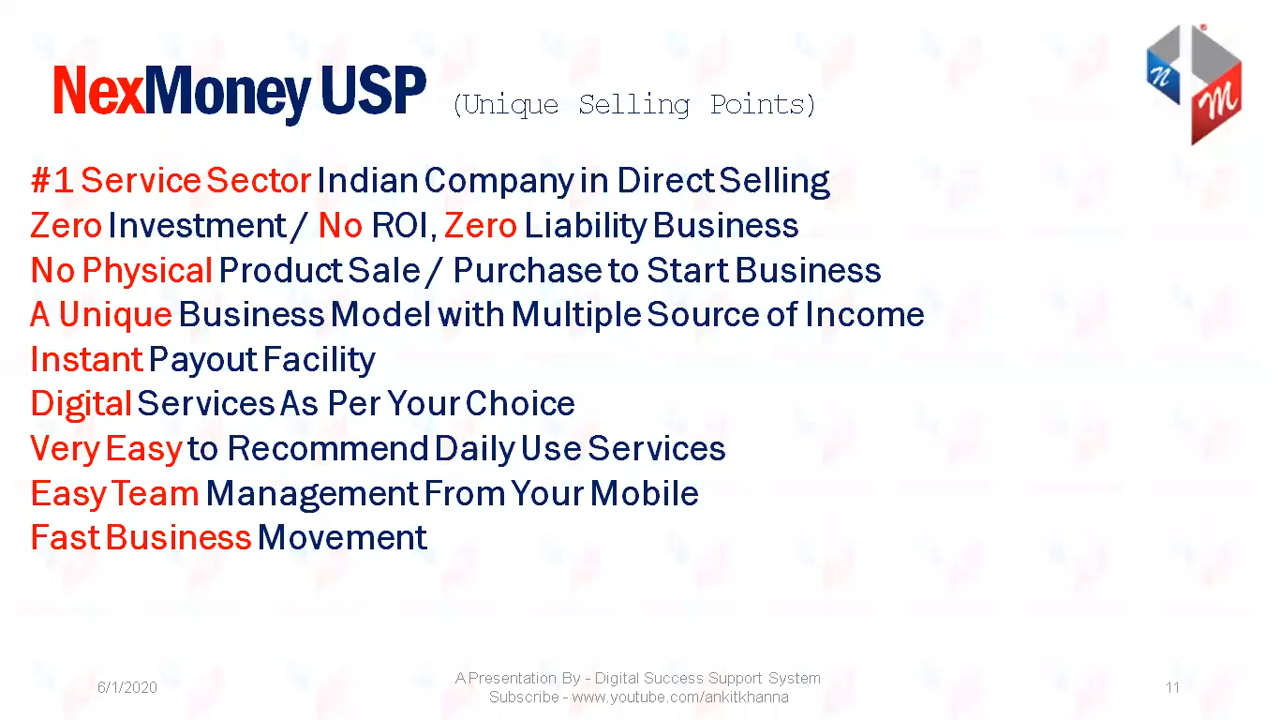 NexMoney USP (Unique Selling Points)
n
m
#1 Service Sector Indian Company in Direct Selling
Zero Investment / No ROI, Zero Liability Business
No Physical Product Sale / Purchase to Start Business
A Unique Business Model with Multiple Source of Income
Instant Payout Facility
Digital Services As Per Your Choice
Very Easy to Recommend Daily Use Services
Easy Team Management From Your Mobile
Fast Business Movement
6/1/2020
A Presentation By - Digital Success Support System
Subscribe - www.youtube.com/ankitkhanna
11